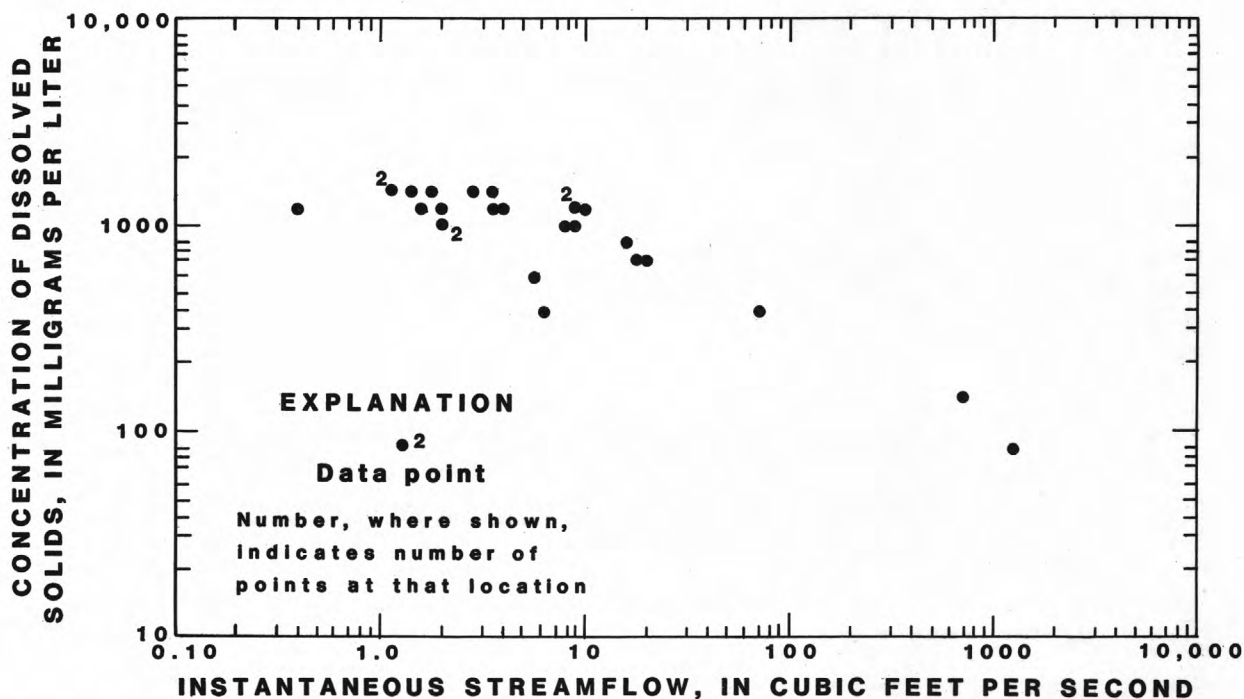 CONCENTRATION OF DISSOLVED
SOLIDS, IN MILLIGRAMS PER LITER
10,000
1000
100
10
2
2
2
EXPLANATION
2
Data point
Number, where shown,
indicates number of
points at that location
0.10
1.00
10
100
1000
10,000
INSTANTANEOUS STREAMFLOW, IN CUBIC FEET PER SECOND